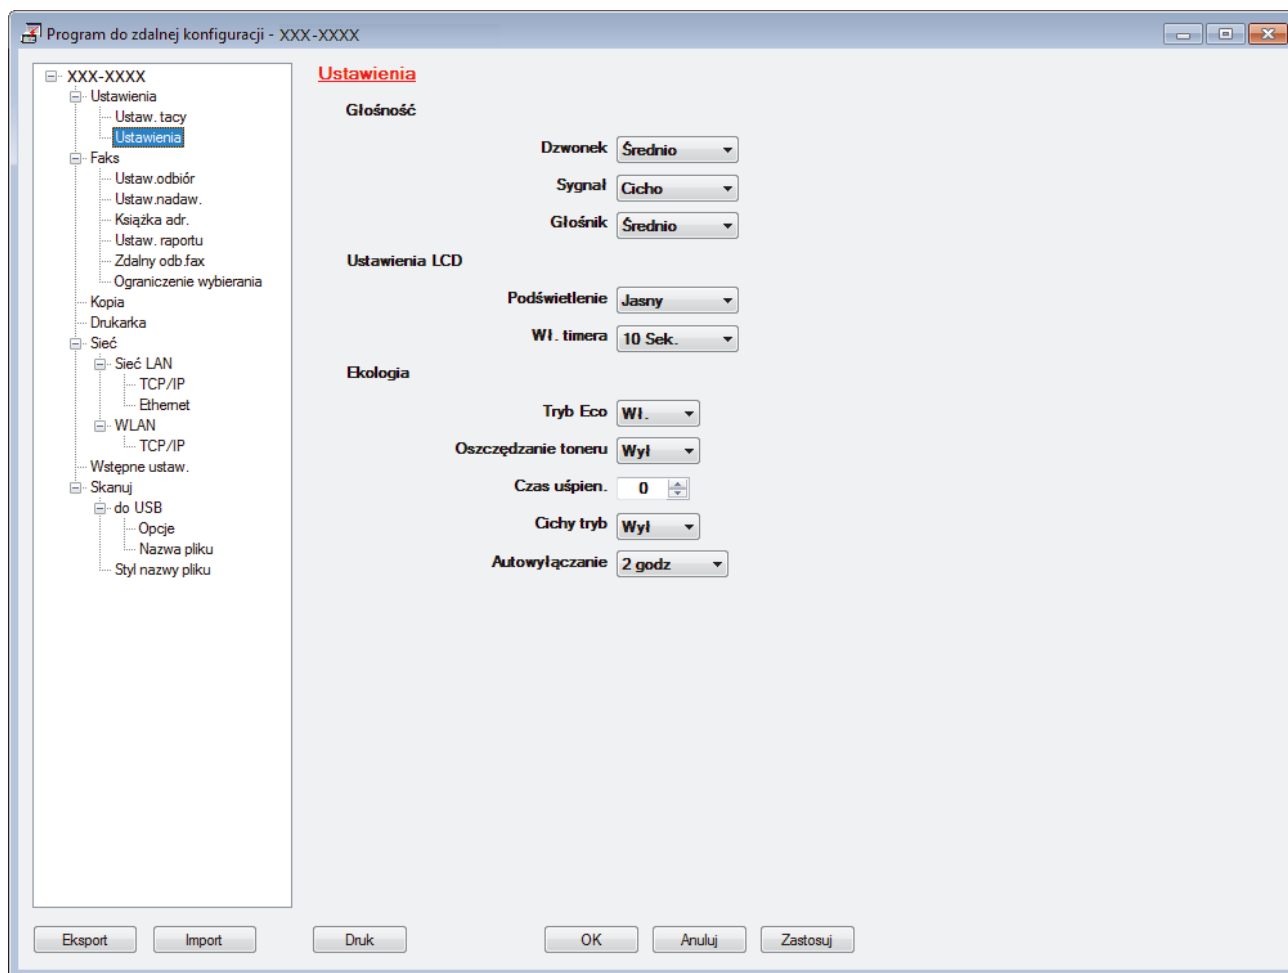 Program do zdalnej konfiguracji - XXX-XXXX
XXX-XXXX
Ustawienia
Ustaw. tacy
Ustawienia
Faks
Ustaw.odbiór
Ustaw.nadaw.
Książka adr.
Ustaw. raportu
Zdalny odb.fax
Ograniczenie wybierania
Kopia
Drukarka
Sieć
Sieć LAN
TCP/IP
Ethernet
WLAN
TCP/IP
Wstępne ustaw.
Skanuj
do USB
Opcje
Nazwa pliku
Styl nazwy pliku
Ustawienia
Głośność
Dzwonek Średnio
Sygnał Cicho
Głośnik Średnio
Ustawienia LCD
Podświetlenie Jasny
Wł. timera 10 Sek.
Ekologia
Tryb Eco Wł.
Oszczędzanie toneru Wył
Czas uśpien. 0
Cichy tryb Wył
Autowyłączanie 2 godz
Eksport Import Druk OK Anuluj Zastosuj